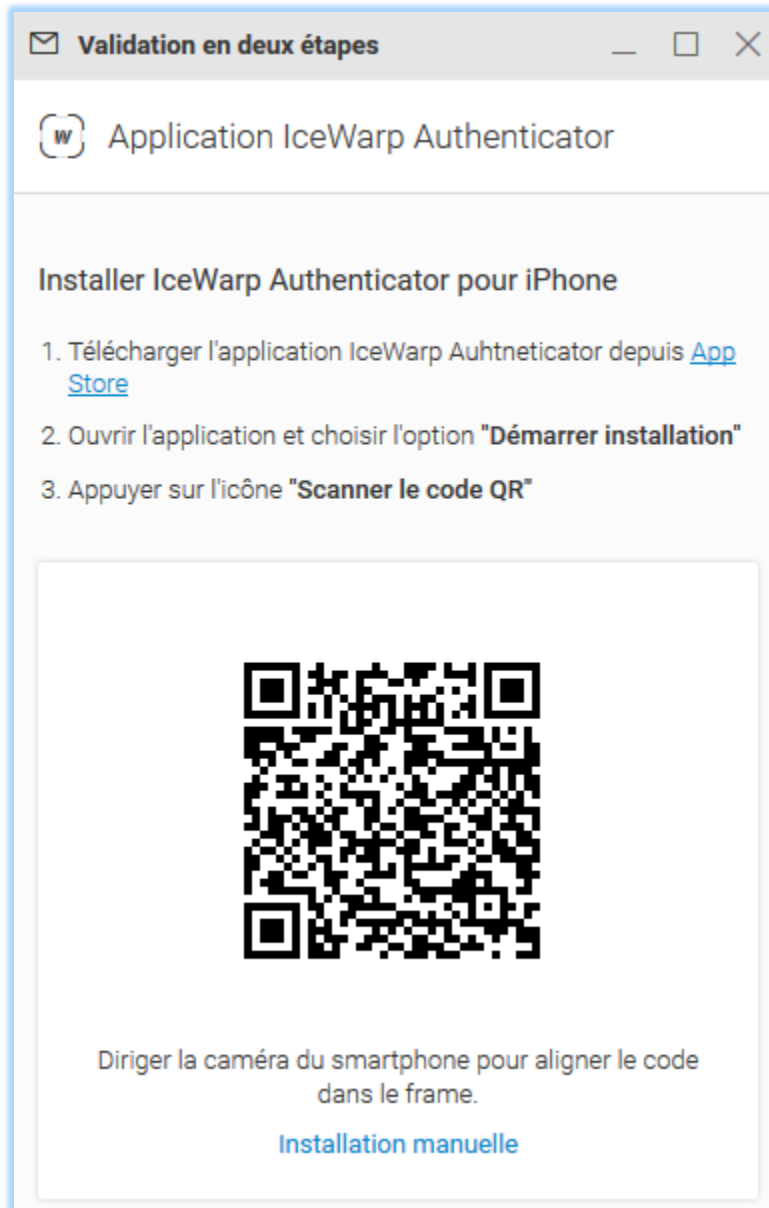 Validation en deux étapes
w Application IceWarp Authenticator
Installer IceWarp Authenticator pour iPhone
1. Télécharger l'application IceWarp Auhtneticator depuis App
Store
2. Ouvrir l'application et choisir l'option "Démarrer installation"
3. Appuyer sur l'icône "Scanner le code QR"
Diriger la caméra du smartphone pour aligner le code
dans le frame.
Installation manuelle